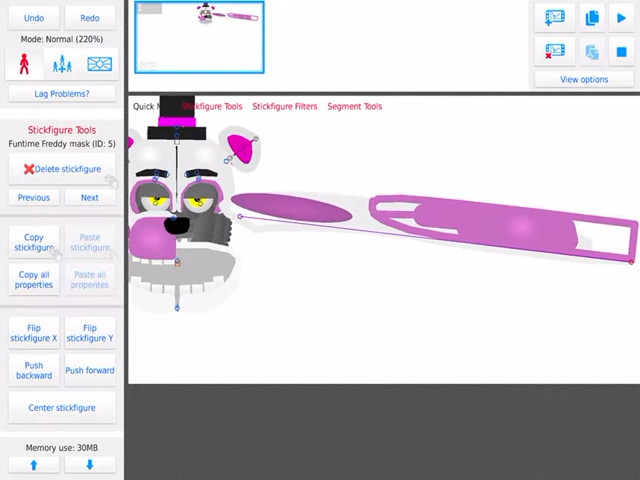 Undo Redo
Mode: Normal (220%)
Lag Problems?
Stickfigure Tools
Funtime Freddy mask (ID: 5)
Delete stickfigure
Previous Next
Copy stickfigure
Paste stickfigure
Copy all properties
Paste all propentes
Flip stickfigure X
Flip stickfigure Y
Push backward
Push forward
Center stickfigure
Memory use: 30MB
View options
Quick Stickfigure Tools Stickfigure Filters Segment Tools